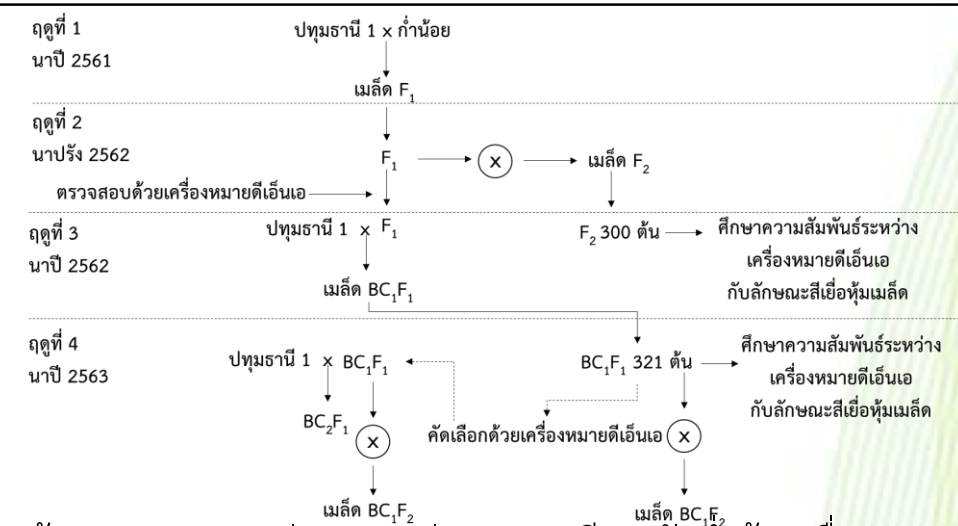 ฤดูที่ 1
นาปี 2561
ปทุมธานี 1 x ก่ำน้อย
เมล็ด F1
ฤดูที่ 2
นาปรัง 2562
F1
x
เมล็ด F2
ตรวจสอบด้วยเครื่องหมายดีเอ็นเอ
ฤดูที่ 3
นาปี 2562
ปทุมธานี 1 x F1
F2 300 ต้น
ศึกษาความสัมพันธ์ระหว่าง
เครื่องหมายดีเอ็นเอ
กับลักษณะสีเยื่อหุ้มเมล็ด
เมล็ด BC1F1
ฤดูที่ 4
นาปี 2563
ปทุมธานี 1 x BC1F1
BC1F1 321 ต้น
ศึกษาความสัมพันธ์ระหว่าง
เครื่องหมายดีเอ็นเอ
กับลักษณะสีเยื่อหุ้มเมล็ด
BC2F1
x
คัดเลือกด้วยเครื่องหมายดีเอ็นเอ
x
เมล็ด BC1F2
เมล็ด BC1F2